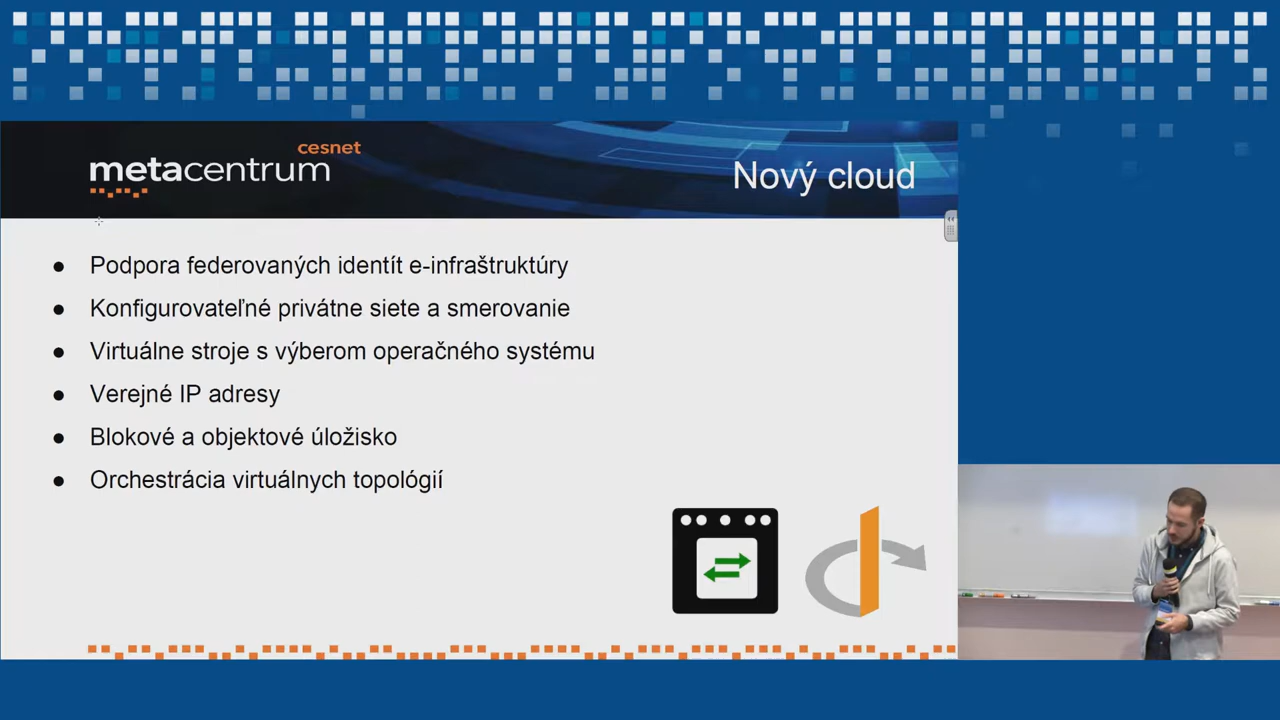 cesnet
metacentrum
Nový cloud
● Podpora federovaných identít e-infraštruktúry
● Konfigurovateľné privátne siete a smerovanie
● Virtuálne stroje s výberom operačného systému
● Verejné IP adresy
● Blokové a objektové úložisko
● Orchestrácia virtuálnych topológií